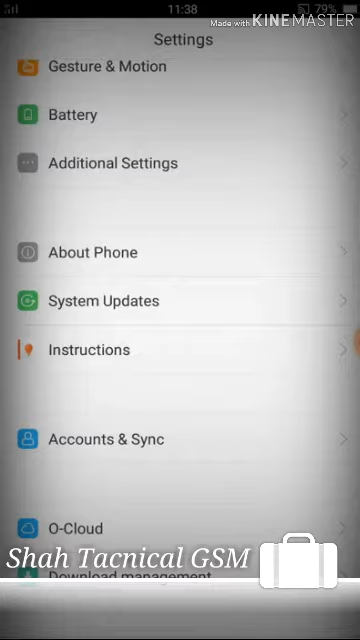 11:38
79%
Made with KINEMASTER
Settings
Gesture & Motion
Battery
Additional Settings
About Phone
System Updates
Instructions
Accounts & Sync
O-Cloud
Shah Tacnical GSM
Download management